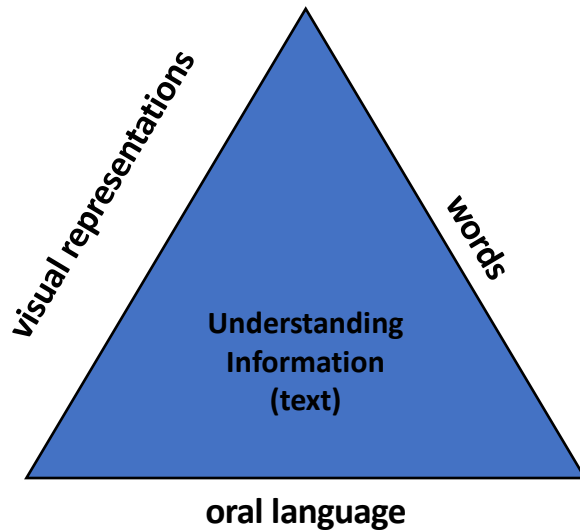 visual representations
words
Understanding
Information
(text)
oral language